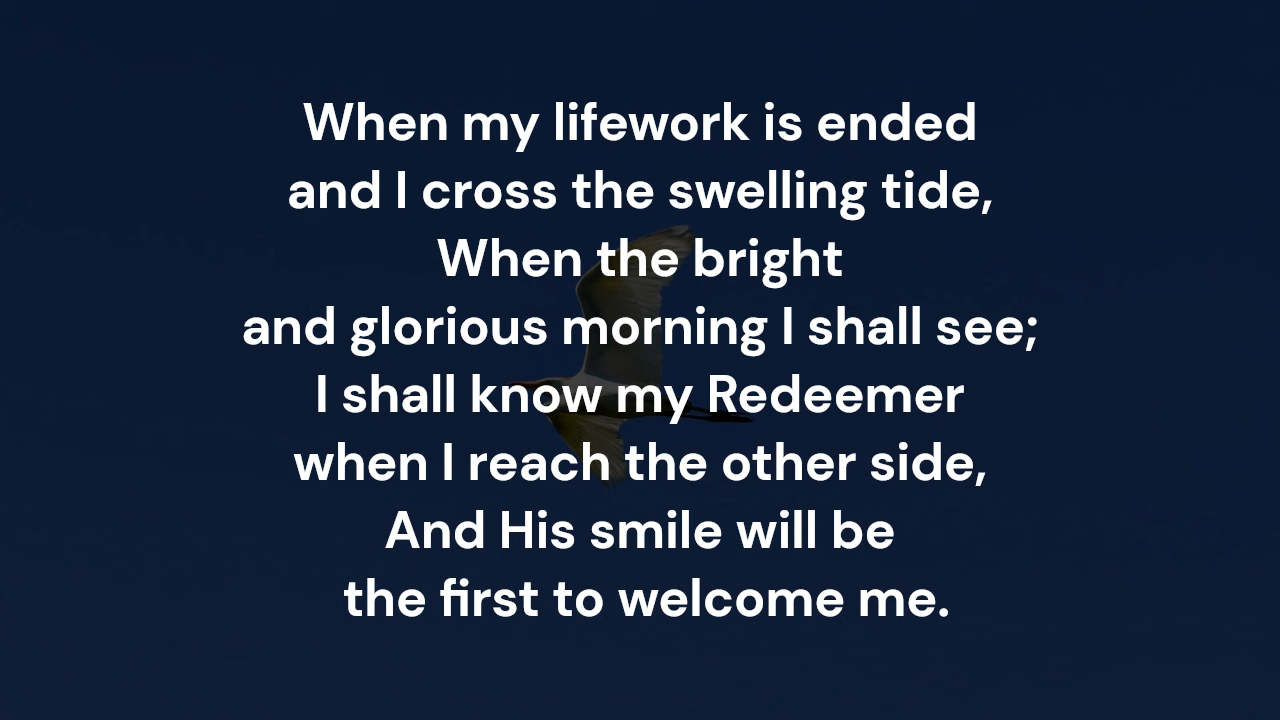 When my lifework is ended
and I cross the swelling tide,
When the bright
and glorious morning I shall see;
I shall know my Redeemer
when I reach the other side,
And His smile will be
the first to welcome me.